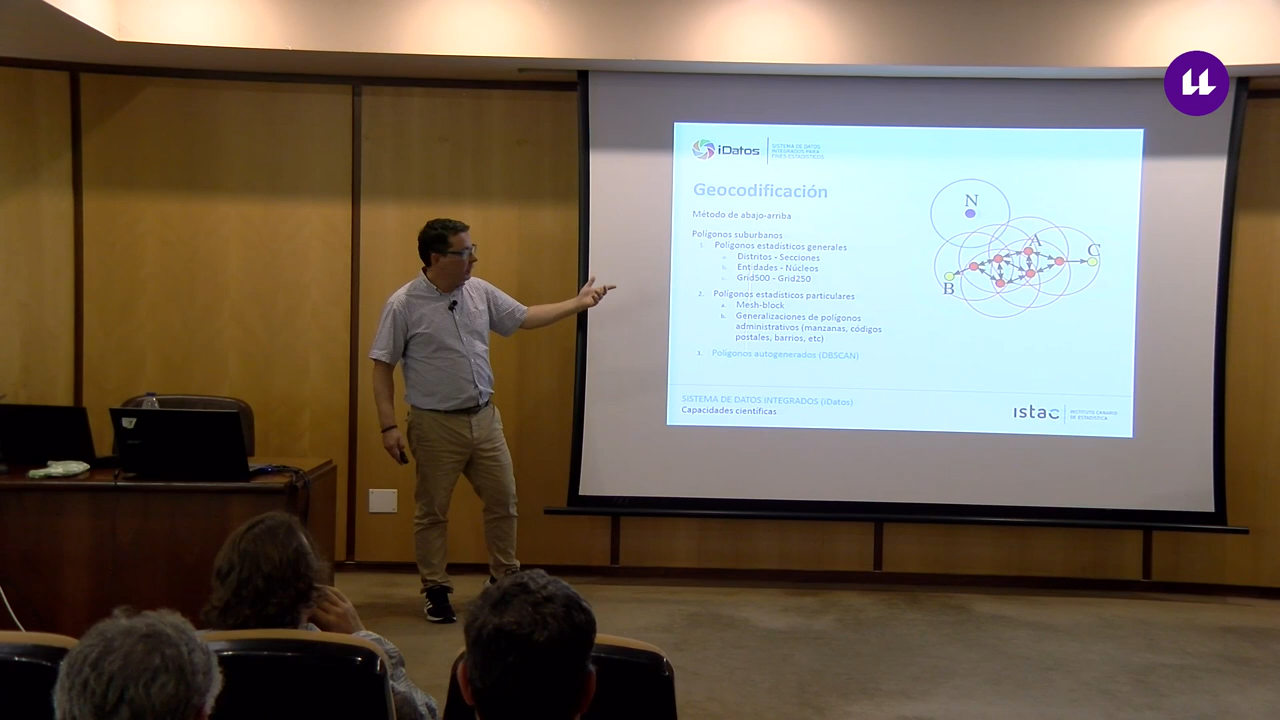 iDatos
SISTEMA DE DATOS
INTEGRADOS PARA
FINES ESTADÍSTICOS
Geocodificación
Método de abajo-arriba
Polígonos suburbanos
1. Polígonos estadísticos generales
a. Distritos - Secciones
b. Entidades - Núcleos
c. Grid500 - Grid250
2. Polígonos estadísticos particulares
a. Mesh-block
b. Generalizaciones de polígonos
administrativos (manzanas, códigos
postales, barrios, etc)
3. Polígonos autogenerados (DBSCAN)
N
A
C
B
SISTEMA DE DATOS INTEGRADOS (iDatos)
Capacidades científicas
istac
INSTITUTO CANARIO
DE ESTADÍSTICA